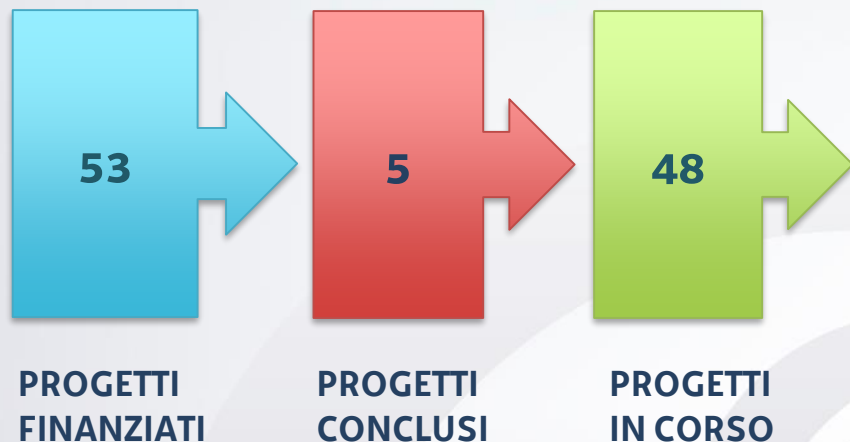 53
5
48
PROGETTI
FINANZIATI
PROGETTI
CONCLUSI
PROGETTI
IN CORSO